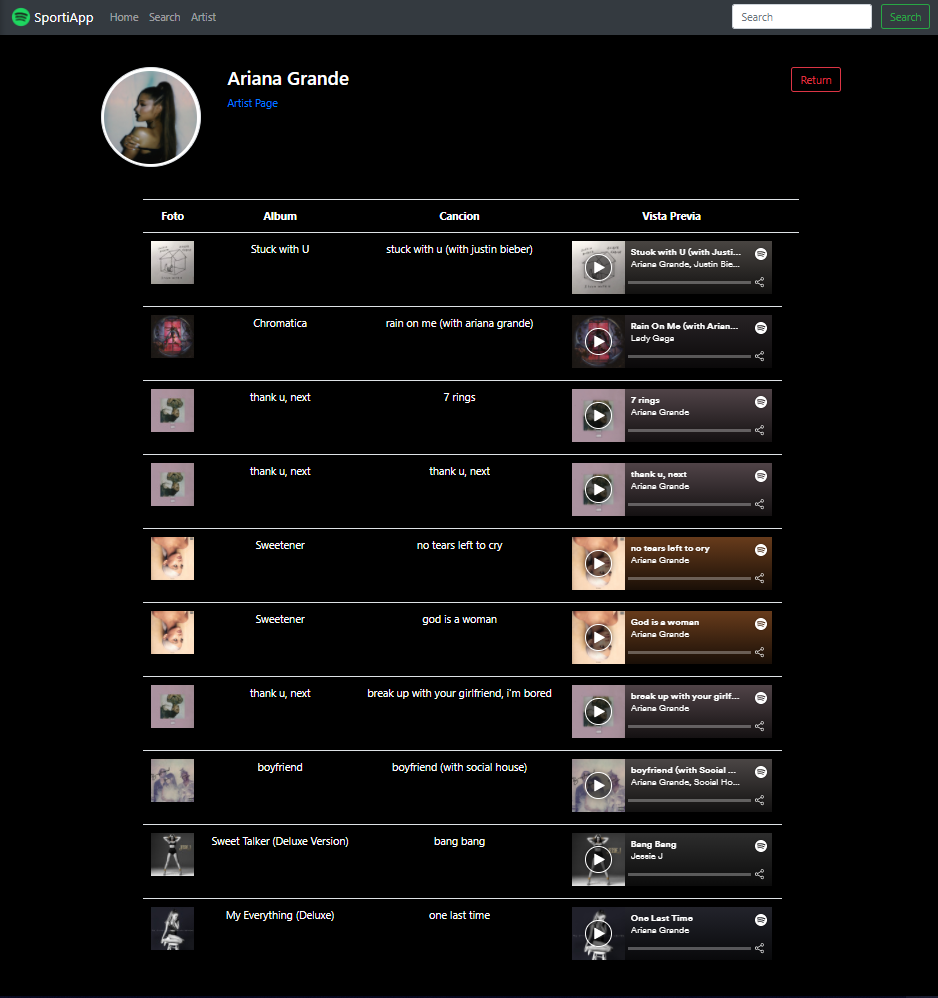 SportiApp Home Search Artist Search Search
Ariana Grande
Return
Artist Page
Foto Album Cancion Vista Previa
Stuck with U stuck with u (with justin bieber)
Stuck with U (with Justi...
Ariana Grande, Justin Bie...
Chromatica rain on me (with ariana grande)
Rain On Me (with Arian...
Lady Gaga
thank u, next 7 rings
7 rings
Ariana Grande
thank u, next thank u, next
thank u, next
Ariana Grande
Sweetener no tears left to cry
no tears left to cry
Ariana Grande
Sweetener god is a woman
God is a woman
Ariana Grande
thank u, next break up with your girlfriend, i'm bored
break up with your girlf...
Ariana Grande
boyfriend boyfriend (with social house)
boyfriend (with Social ...
Ariana Grande, Social Ho...
Sweet Talker (Deluxe Version) bang bang
Bang Bang
Jessie J
My Everything (Deluxe) one last time
One Last Time
Ariana Grande